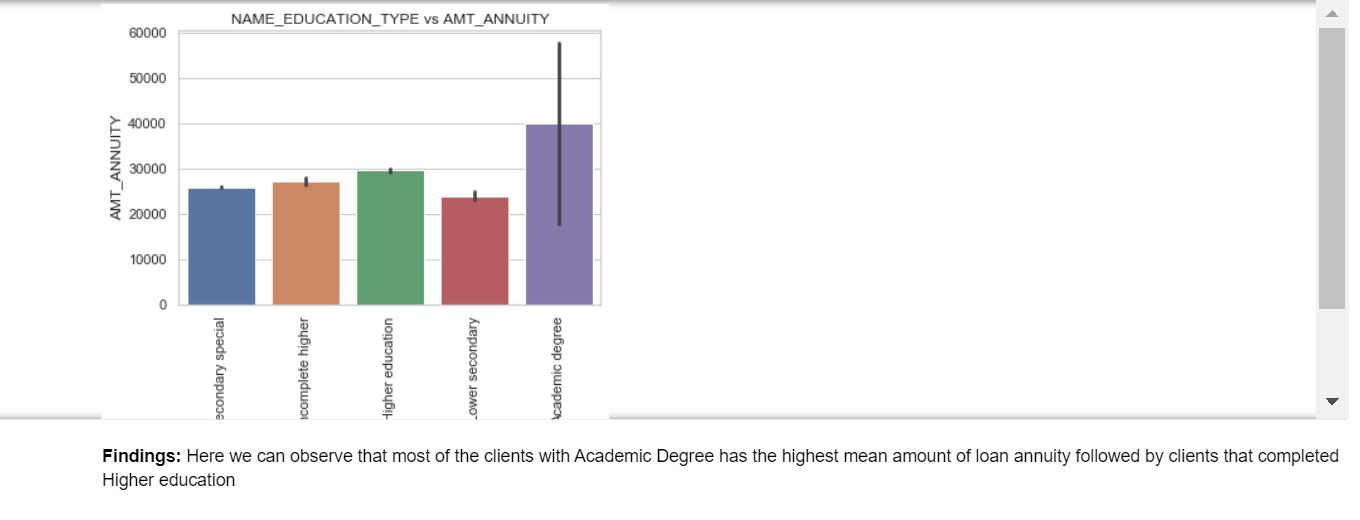 NAME_EDUCATION_TYPE vs AMT_ANNUITY
60000
50000
40000
30000
20000
10000
0
AMT_ANNUITY
econdary special
ncomplete higher
Higher education
ower secondary
Academic degree
Findings: Here we can observe that most of the clients with Academic Degree has the highest mean amount of loan annuity followed by clients that completed
Higher education